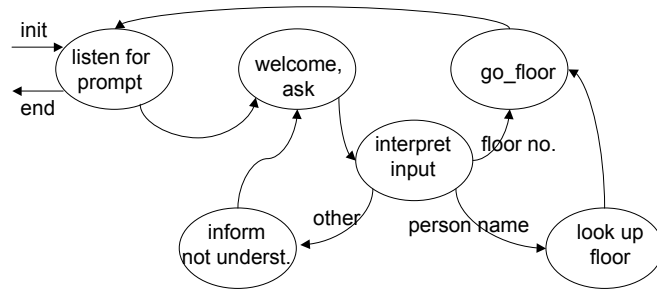 init
listen for
prompt
end
welcome,
ask
go_floor
interpret
input
floor no.
other
person name
inform
not underst.
look up
floor